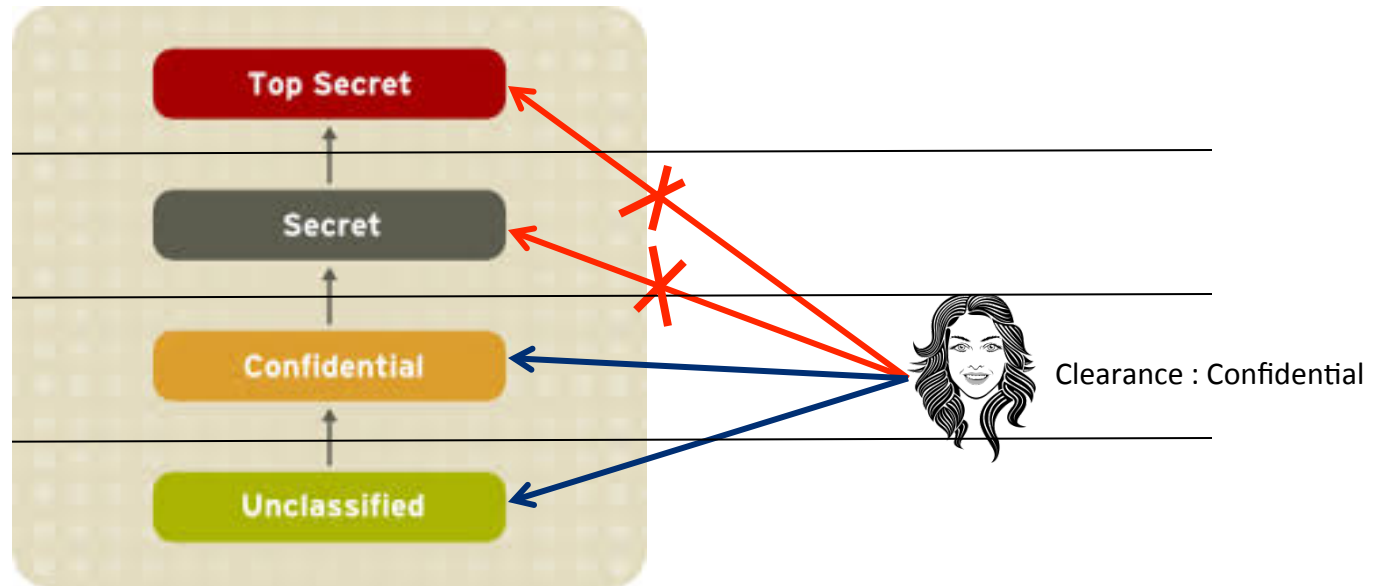 Top Secret
Secret
Confidential
Clearance : Confidential
Unclassified